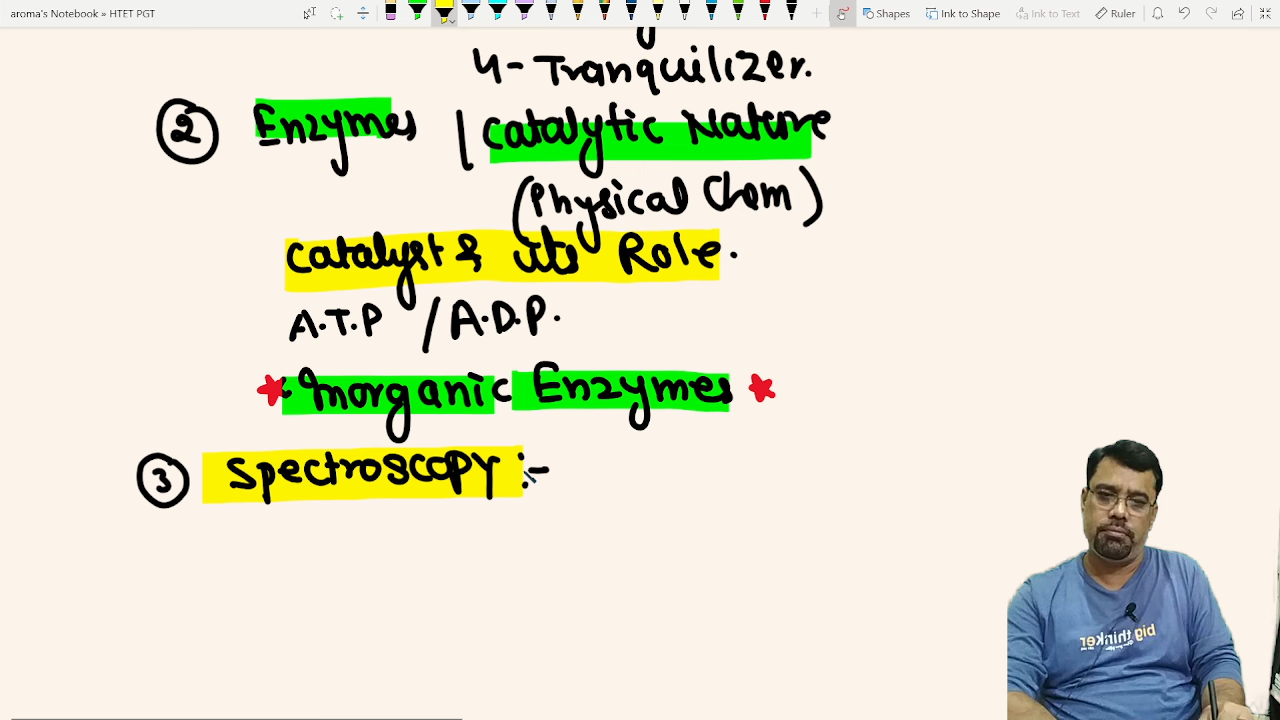 aroma's Notebook » HTET PGT
Shapes
Ink to Shape
Ink to Text
Ruler
4- Tranquilizer.
② Enzymes / Catalytic Nature
(Physical Chem)
Catalyst & its Role.
A.T.P / A.D.P.
Inorganic Enzymes
③ Spectroscopy :-
big thinker